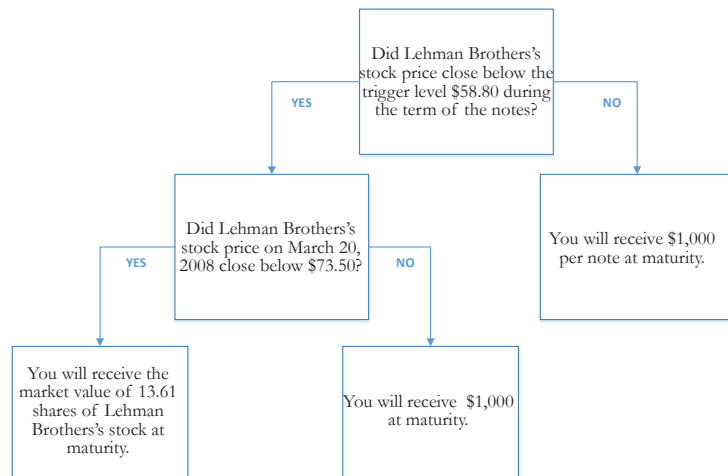 Did Lehman Brothers's
stock price close below the
trigger level $58.80 during
the term of the notes?
YES
NO
Did Lehman Brothers's
stock price on March 20,
2008 close below $73.50?
You will receive $1,000
per note at maturity.
YES
NO
You will receive the
market value of 13.61
shares of Lehman
Brothers's stock at
maturity.
You will receive $1,000
at maturity.